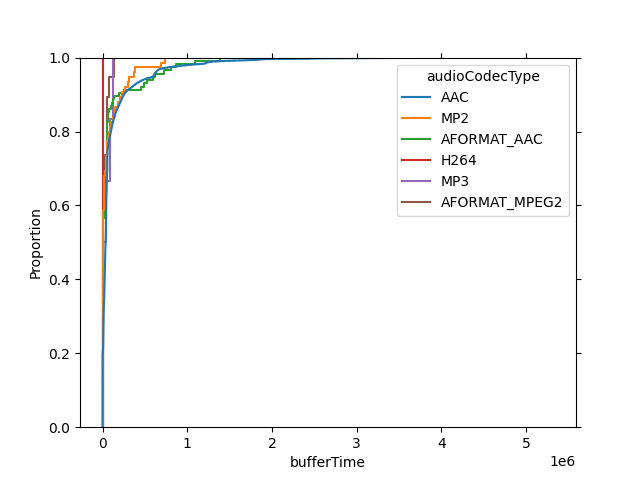 1.0
0.8
0.6
0.4
0.2
0.0
Proportion
0 1 2 3 4 5
1e6
bufferTime
audioCodecType
AAC
MP2
AFORMAT_AAC
H264
MP3
AFORMAT_MPEG2